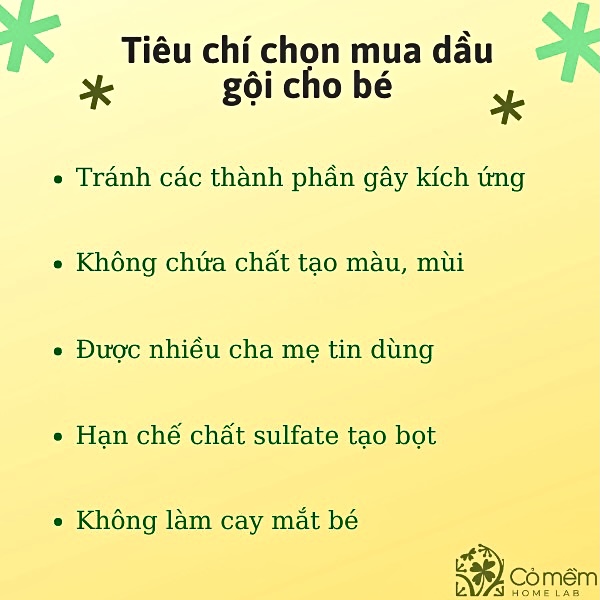 Tiêu chí chọn mua dầu
gội cho bé
• Tránh các thành phần gây kích ứng
• Không chứa chất tạo màu, mùi
• Được nhiều cha mẹ tin dùng
• Hạn chế chất sulfate tạo bọt
• Không làm cay mắt bé
Cỏ mềm
HOME LAB